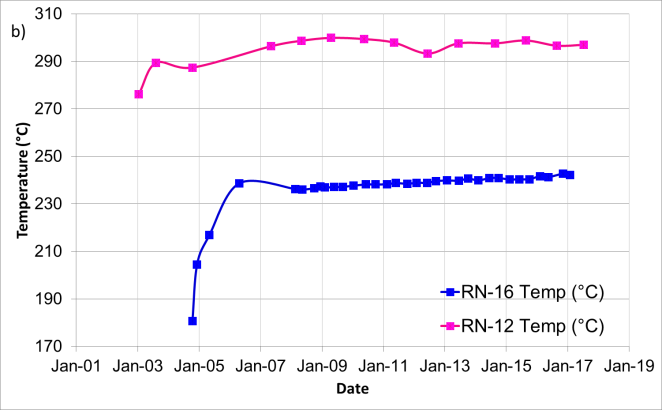 b)
310
290
270
250
230
210
190
170
Temperature (°C)
RN-16 Temp (°C)
RN-12 Temp (°C)
Jan-01 Jan-03 Jan-05 Jan-07 Jan-09 Jan-11 Jan-13 Jan-15 Jan-17 Jan-19
Date